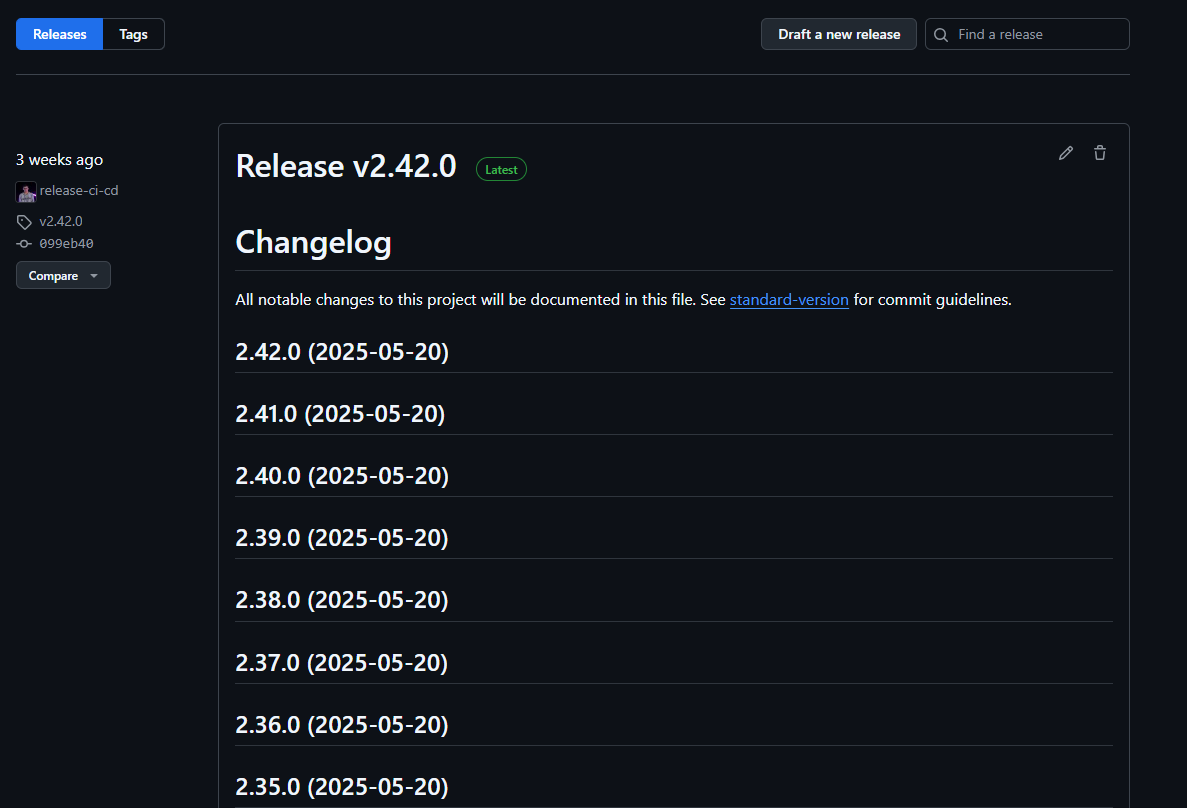 Releases
Tags
Draft a new release
Find a release
3 weeks ago
release-ci-cd
v2.42.0
099eb40
Compare
Release v2.42.0
Latest
Changelog
All notable changes to this project will be documented in this file. See standard-version for commit guidelines.
2.42.0 (2025-05-20)
2.41.0 (2025-05-20)
2.40.0 (2025-05-20)
2.39.0 (2025-05-20)
2.38.0 (2025-05-20)
2.37.0 (2025-05-20)
2.36.0 (2025-05-20)
2.35.0 (2025-05-20)